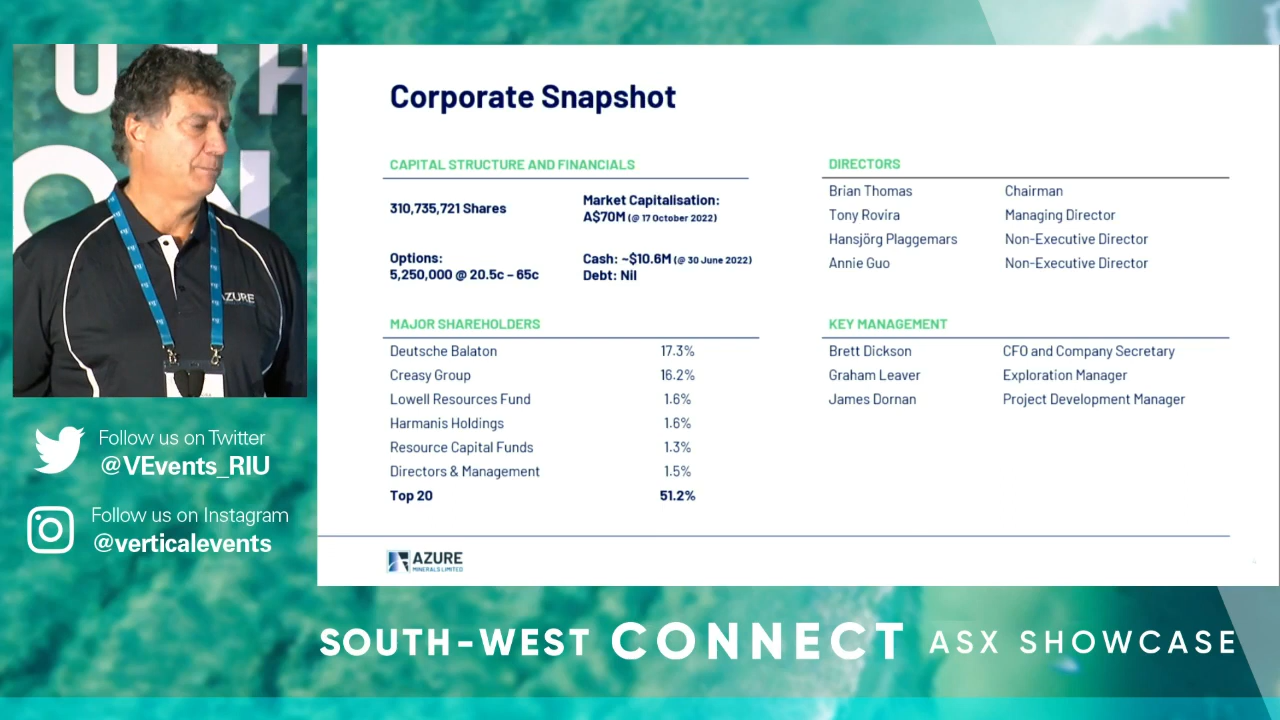 Corporate Snapshot
CAPITAL STRUCTURE AND FINANCIALS
310,735,721 Shares
Market Capitalisation:
A$70M (@ 17 October 2022)
Options:
5,250,000 @ 20.5c – 65c
Cash: ~$10.6M (@ 30 June 2022)
Debt: Nil
MAJOR SHAREHOLDERS
Deutsche Balaton 17.3%
Creasy Group 16.2%
Lowell Resources Fund 1.6%
Harmanis Holdings 1.6%
Resource Capital Funds 1.3%
Directors & Management 1.5%
Top 20 51.2%
DIRECTORS
Brian Thomas Chairman
Tony Rovira Managing Director
Hansjörg Plaggemars Non-Executive Director
Annie Guo Non-Executive Director
KEY MANAGEMENT
Brett Dickson CFO and Company Secretary
Graham Leaver Exploration Manager
James Dornan Project Development Manager
AZURE
MINERALS LIMITED
Follow us on Twitter
@VEvents_RIU
Follow us on Instagram
@verticalevents
SOUTH-WEST CONNECT ASX SHOWCASE